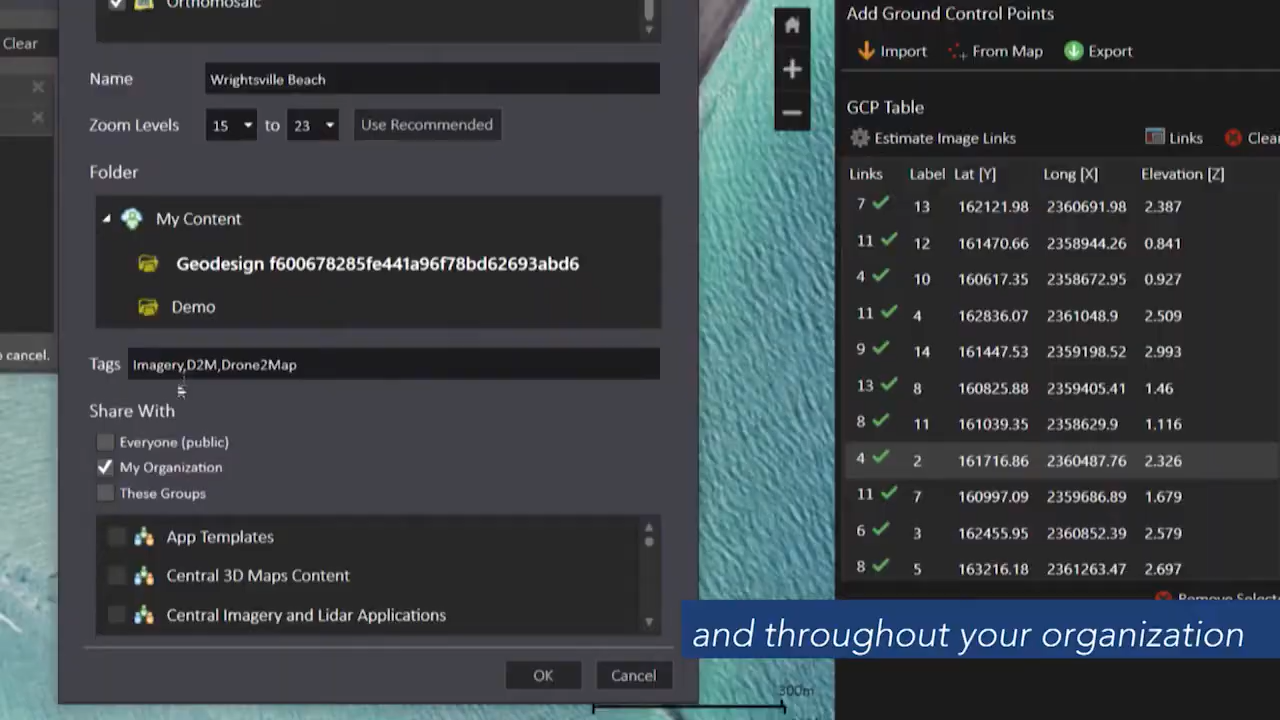 Orthomosaic
Clear
Name
Wrightsville Beach
Zoom Levels 15 to 23 Use Recommended
Folder
My Content
Geodesign f600678285fe441a96f78bd62693abd6
Demo
o cancel.
Tags Imagery,D2M,Drone2Map
Share With
Everyone (public)
My Organization
These Groups
App Templates
Central 3D Maps Content
Central Imagery and Lidar Applications
OK Cancel
Add Ground Control Points
Import From Map Export
GCP Table
Estimate Image Links Links Clear
Links Label Lat [Y] Long [X] Elevation [Z]
7 13 162121.98 2360691.98 2.387
11 12 161470.66 2358944.26 0.841
4 10 160617.35 2358672.95 0.927
11 4 162836.07 2361048.9 2.509
9 14 161447.53 2359198.52 2.993
13 8 160825.88 2359405.41 1.46
8 11 161039.35 2358629.9 1.116
4 2 161716.86 2360487.76 2.326
11 7 160997.09 2359686.89 1.679
6 3 162455.95 2360852.39 2.579
8 5 163216.18 2361263.47 2.697
and throughout your organization
300m